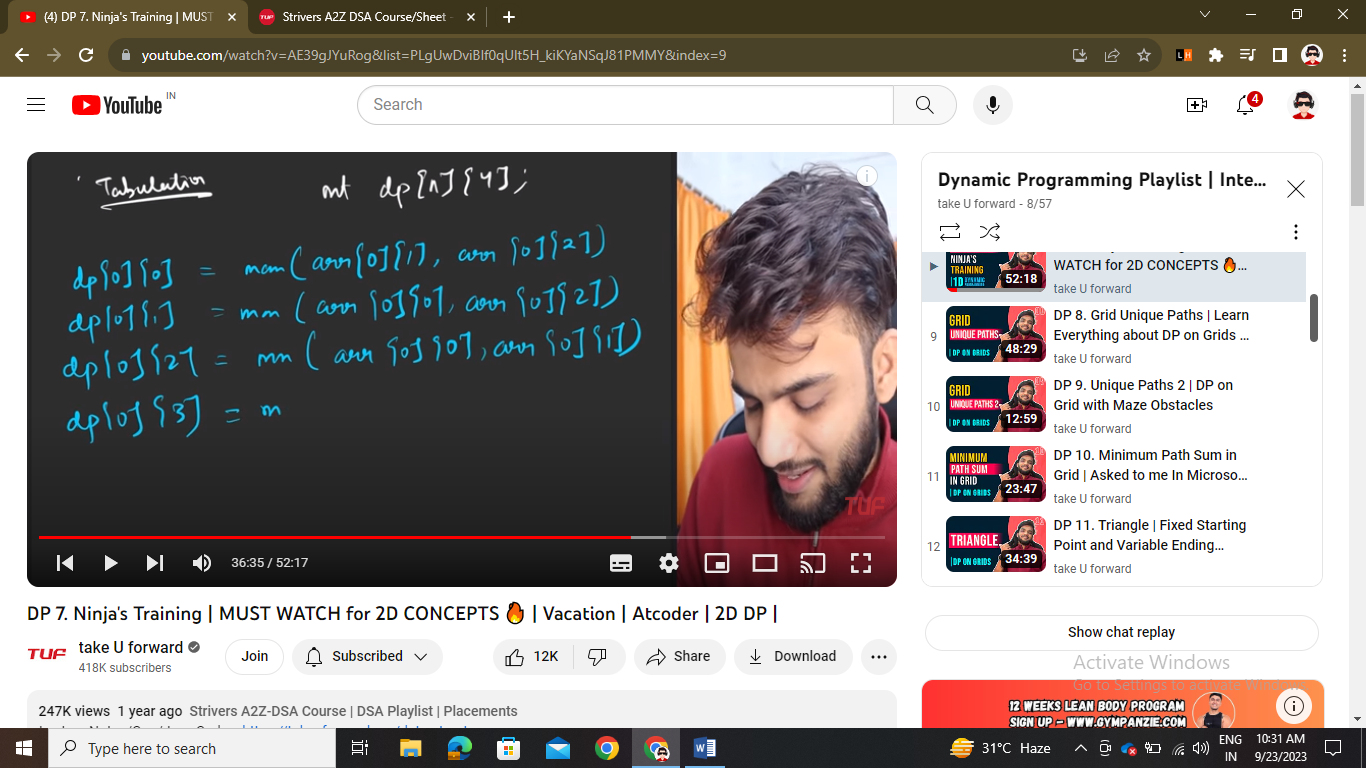 (4) DP 7. Ninja's Training | MUST
Strivers A2Z DSA Course/Sheet -
youtube.com/watch?v=AE39gJYuRog&list=PLgUwDviBIf0qUlt5H_kiKYaNSqJ81PMMY&index=9
YouTube IN
Search
4
Tabulation
int dp[n][4];
dp[0][0] = max(arr[0][1], arr[0][2])
dp[0][1] = max(arr[0][0], arr[0][2])
dp[0][2] = max(arr[0][0], arr[0][1])
dp[0][3] = m
TUF
36:35 / 52:17
Dynamic Programming Playlist | Inte...
take U forward - 8/57
NINJA'S
TRAINING
52:18
WATCH for 2D CONCEPTS 🔥...
take U forward
9
GRID
UNIQUE PATHS
| DP ON GRIDS
48:29
DP 8. Grid Unique Paths | Learn
Everything about DP on Grids ...
take U forward
10
GRID
UNIQUE PATHS 2
| DP ON GRIDS
12:59
DP 9. Unique Paths 2 | DP on
Grid with Maze Obstacles
take U forward
11
MINIMUM
PATH SUM
IN GRID
| DP ON GRIDS
23:47
DP 10. Minimum Path Sum in
Grid | Asked to me In Microso...
take U forward
12
TRIANGLE
| DP ON GRIDS
34:39
DP 11. Triangle | Fixed Starting
Point and Variable Ending...
take U forward
DP 7. Ninja's Training | MUST WATCH for 2D CONCEPTS 🔥 | Vacation | Atcoder | 2D DP |
TUF
take U forward
418K subscribers
Join
Subscribed
12K
Share
Download
247K views 1 year ago Strivers A2Z-DSA Course | DSA Playlist | Placements
Show chat replay
Activate Windows
Go to Settings to activate Windows.
12 WEEKS LEAN BODY PROGRAM
SIGN UP - WWW.GYMPANZIE.COM
Type here to search
31°C Haze
ENG
IN
10:31 AM
9/23/2023